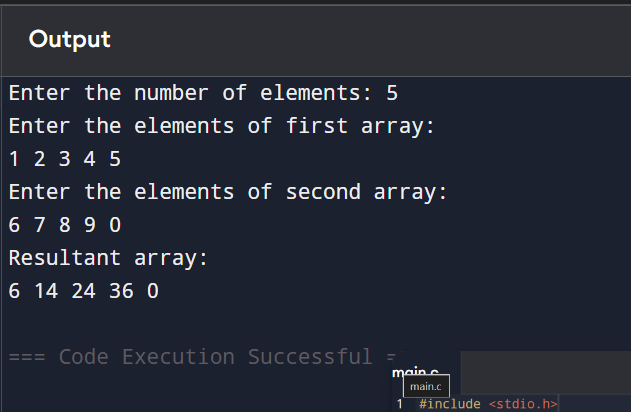 Output
Enter the number of elements: 5
Enter the elements of first array:
1 2 3 4 5
Enter the elements of second array:
6 7 8 9 0
Resultant array:
6 14 24 36 0
=== Code Execution Successful =
main.c
main.c
1 #include <stdio.h>